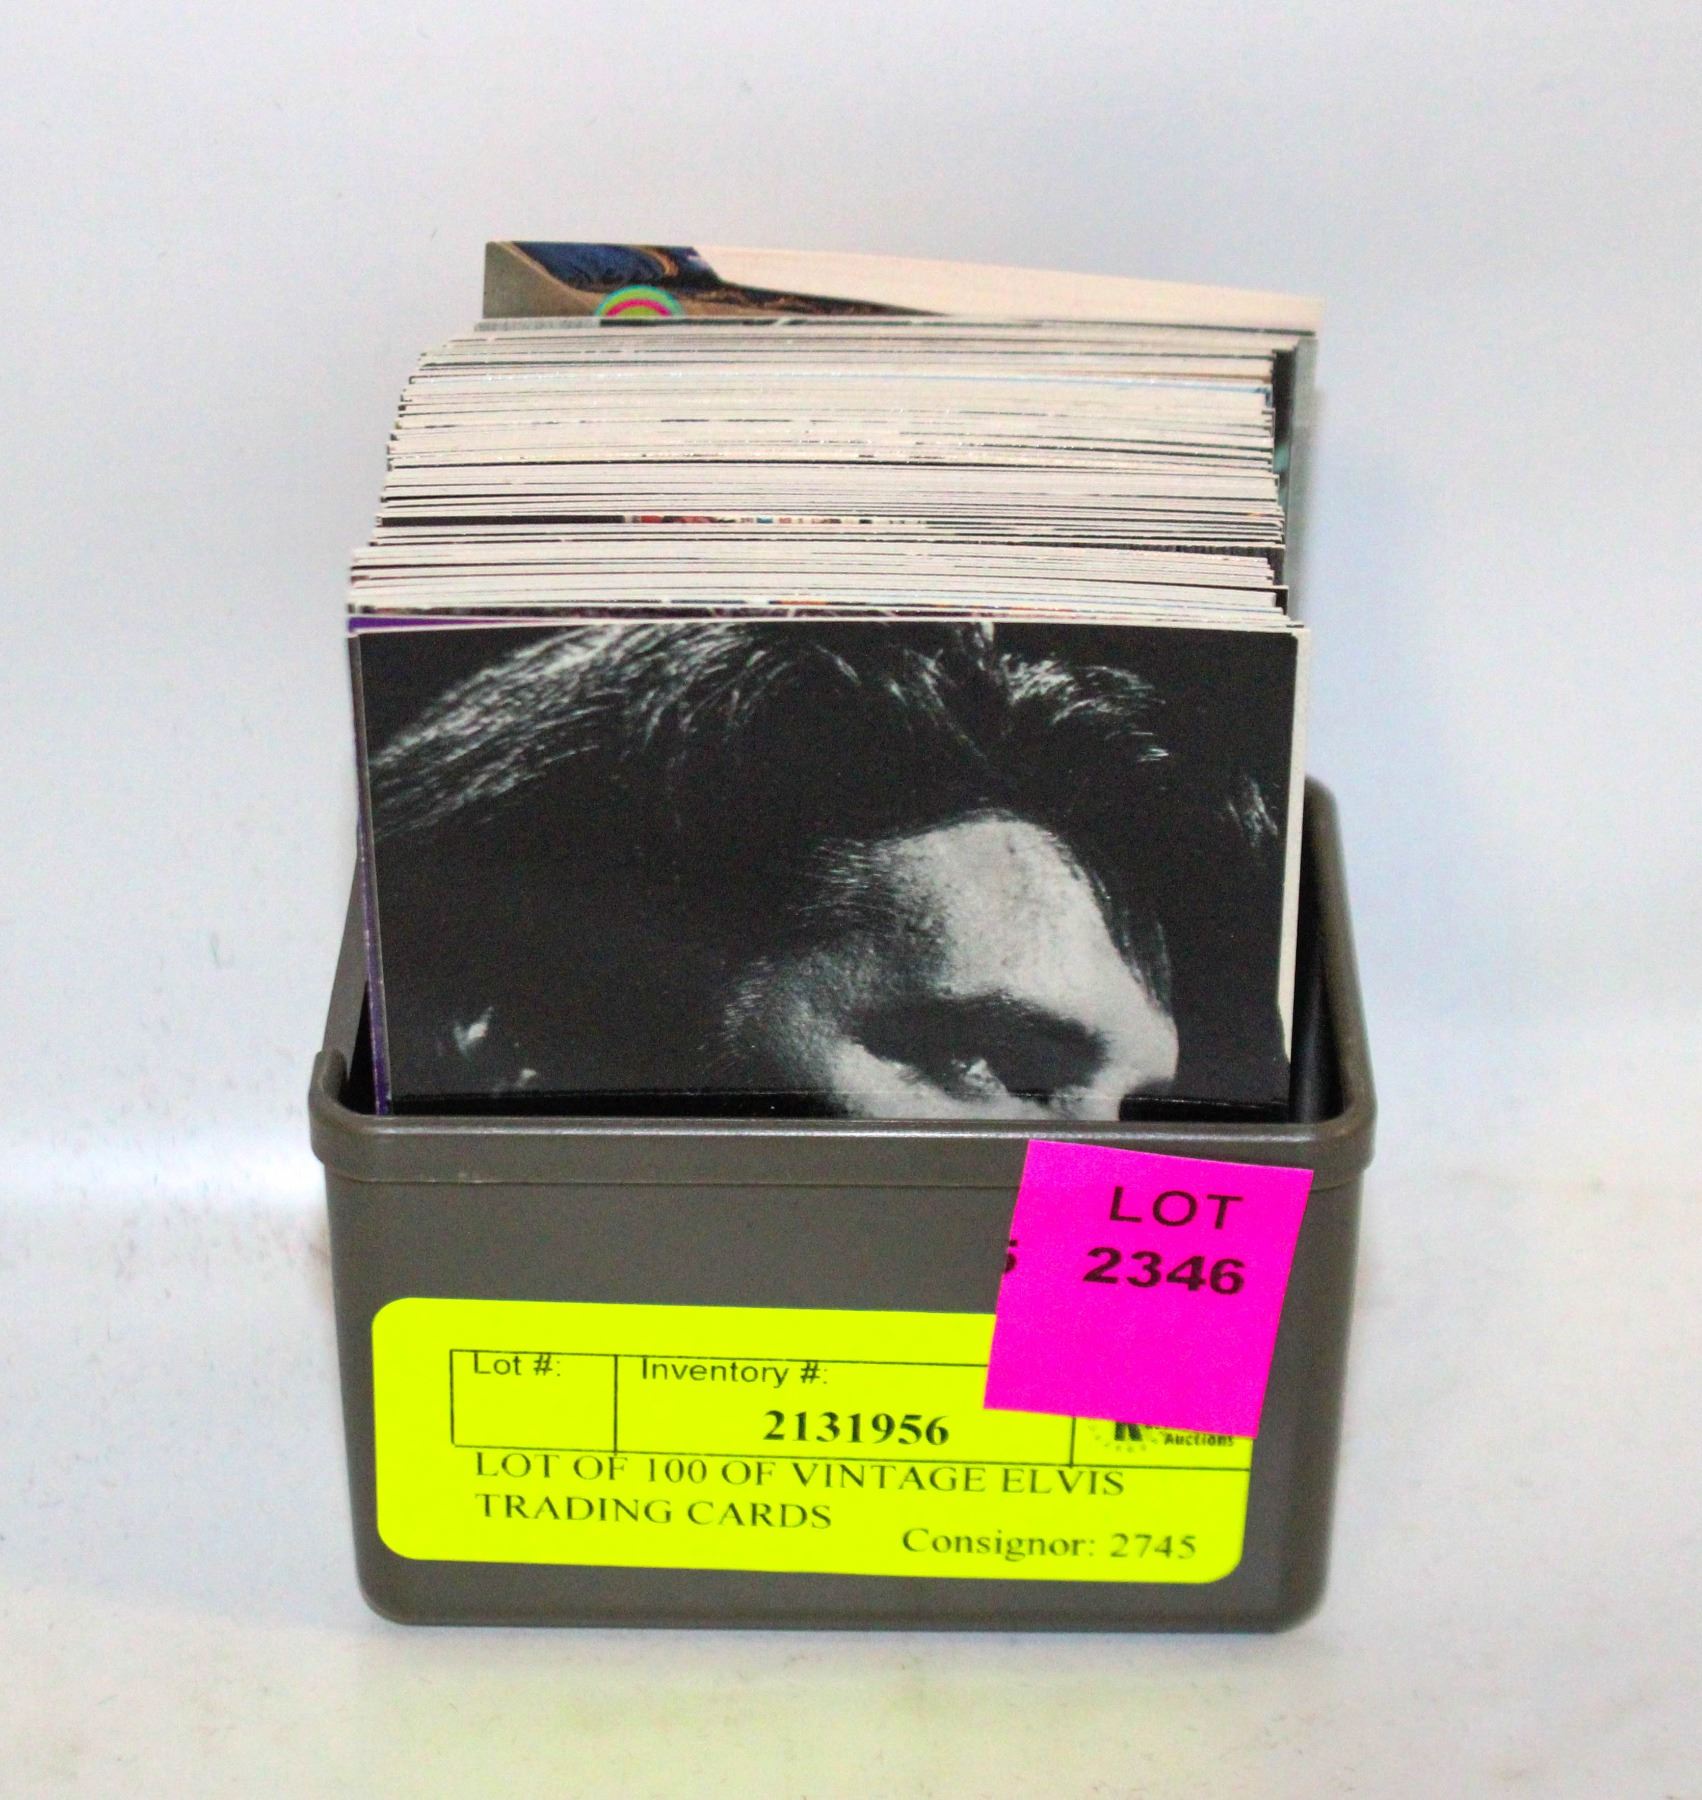 LOT
2346
Lot #:
Inventory #:
2131956
Auctions
LOT OF 100 OF VINTAGE ELVIS
TRADING CARDS
Consignor: 2745